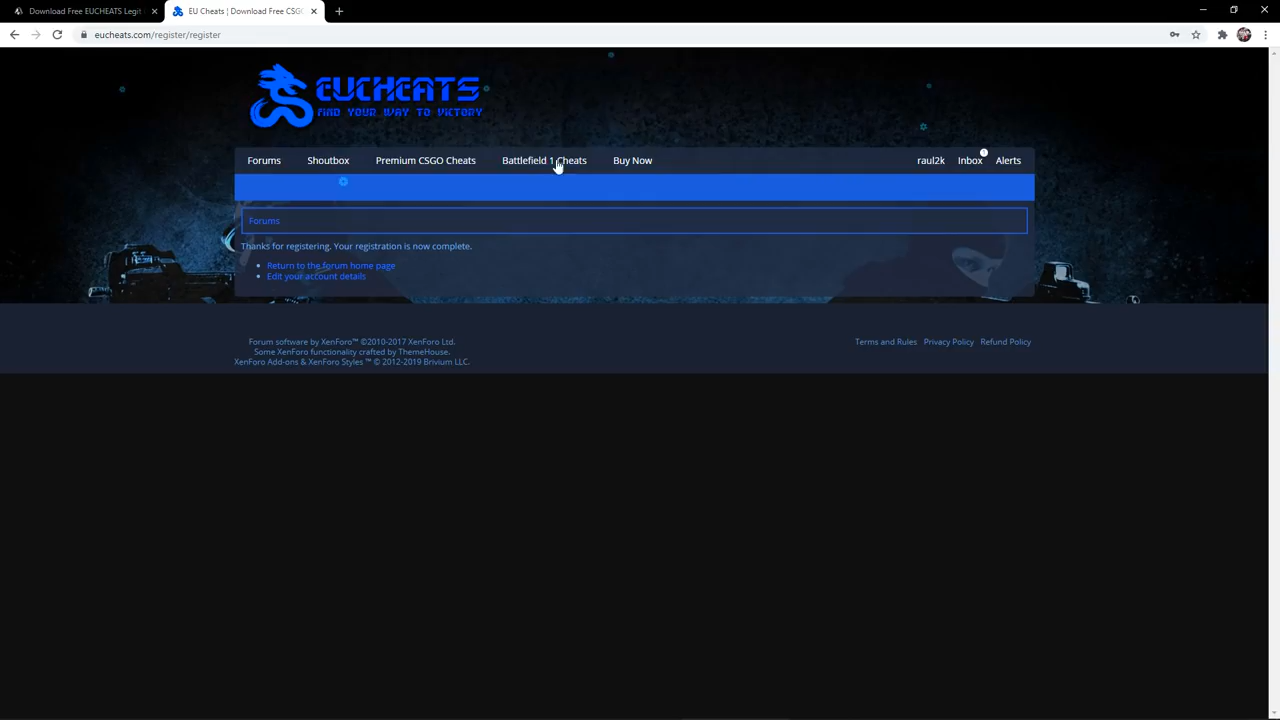 Download Free EUCHEATS Legit
EU Cheats ¦ Download Free CSGO
eucheats.com/register/register
EUCHEATS
FIND YOUR WAY TO VICTORY
Forums Shoutbox Premium CSGO Cheats Battlefield 1 Cheats Buy Now raul2k Inbox 1 Alerts
Forums
Thanks for registering. Your registration is now complete.
Return to the forum home page
Edit your account details
Forum software by XenForo™ ©2010-2017 XenForo Ltd. Terms and Rules Privacy Policy Refund Policy
Some XenForo functionality crafted by ThemeHouse.
XenForo Add-ons & XenForo Styles ™ © 2012-2019 Brivium LLC.